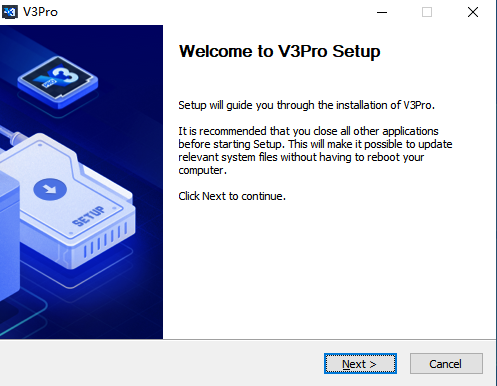 V3Pro
Welcome to V3Pro Setup
Setup will guide you through the installation of V3Pro.
It is recommended that you close all other applications
before starting Setup. This will make it possible to update
relevant system files without having to reboot your
computer.
Click Next to continue.
SETUP
Next >
Cancel